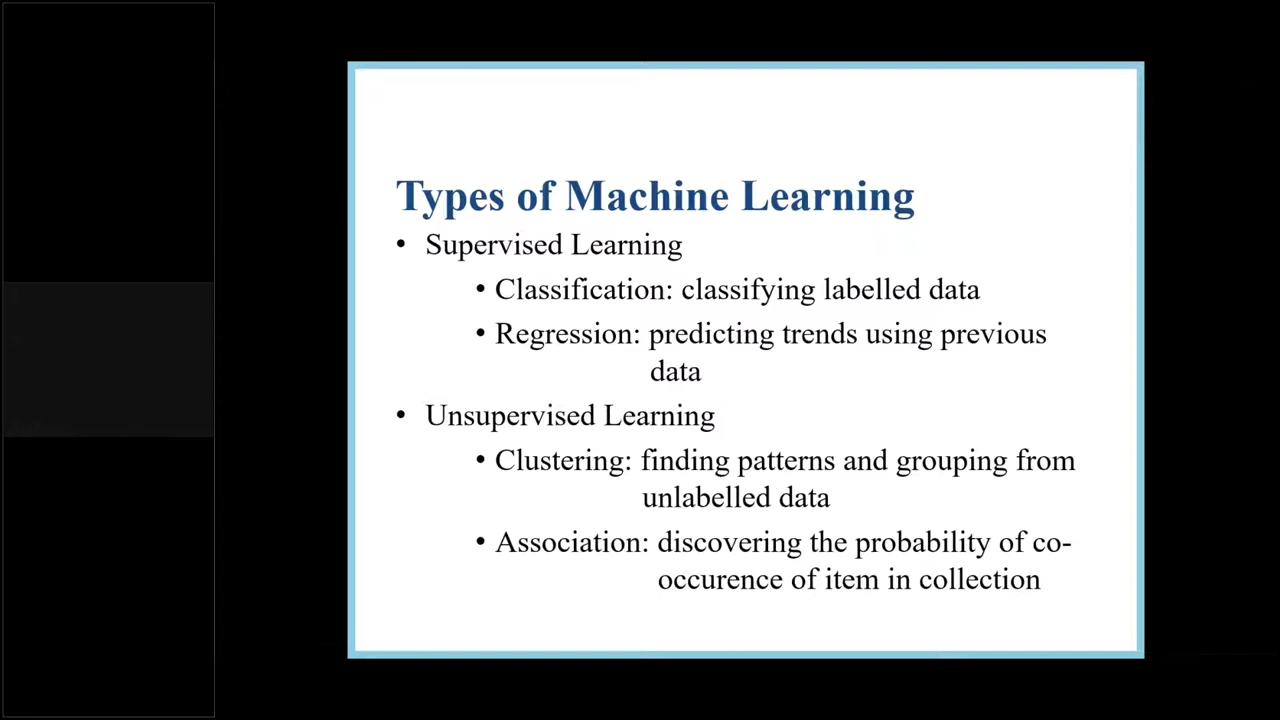 Types of Machine Learning
• Supervised Learning
• Classification: classifying labelled data
• Regression: predicting trends using previous
data
• Unsupervised Learning
• Clustering: finding patterns and grouping from
unlabelled data
• Association: discovering the probability of co-
occurence of item in collection